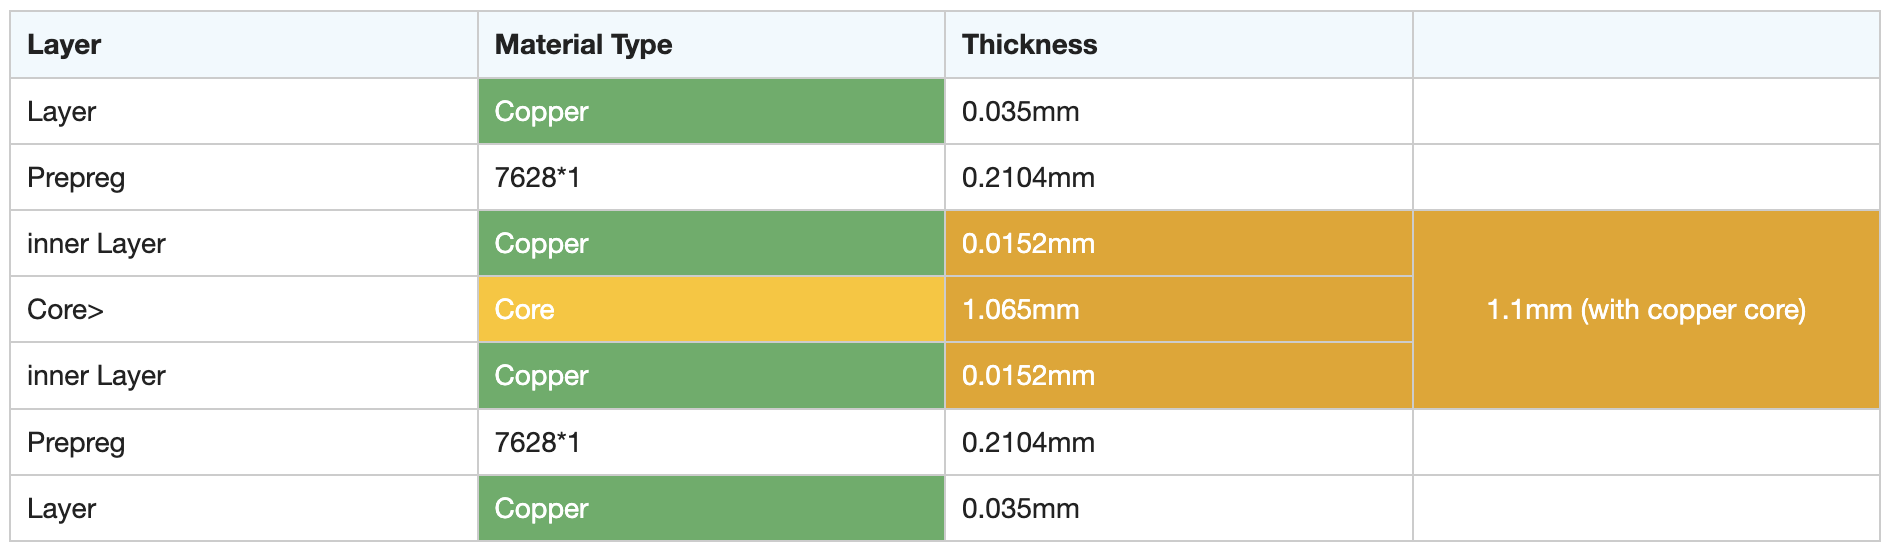 Layer Material Type Thickness
Layer Copper 0.035mm
Prepreg 7628*1 0.2104mm
inner Layer Copper 0.0152mm
Core> Core 1.065mm 1.1mm (with copper core)
inner Layer Copper 0.0152mm
Prepreg 7628*1 0.2104mm
Layer Copper 0.035mm